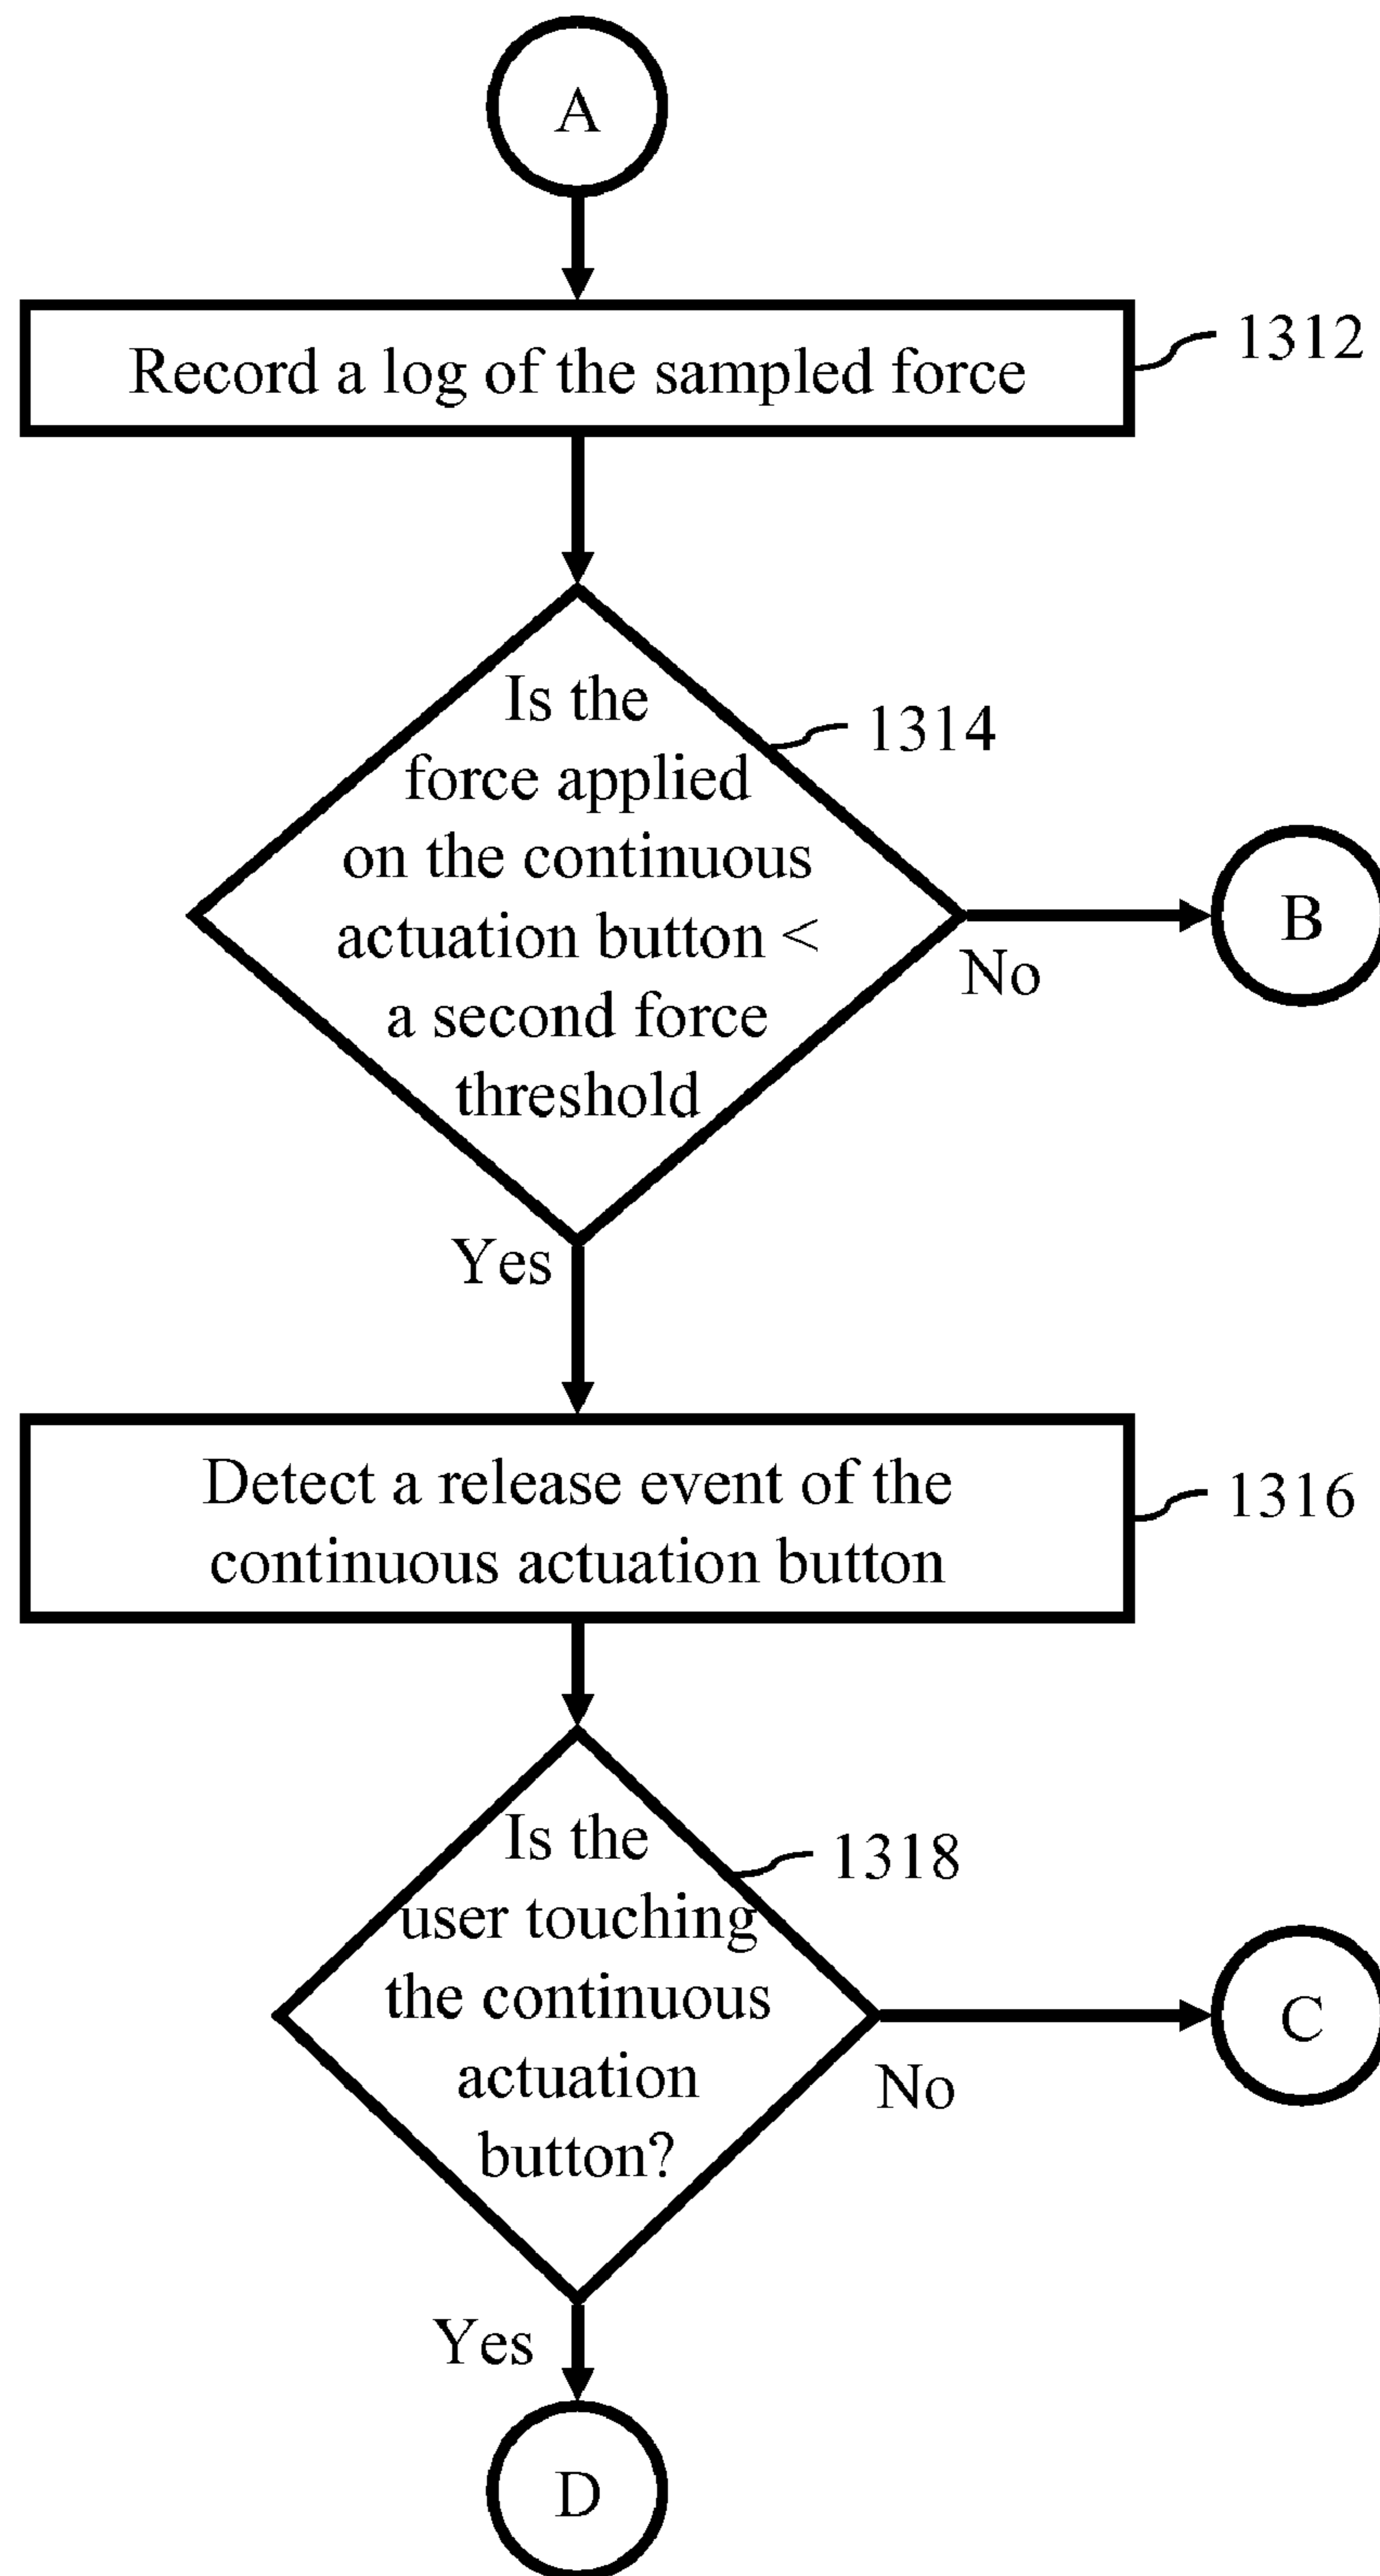 A
Record a log of the sampled force
1312
Is the
force applied
on the continuous
actuation button <
a second force
threshold
1314
No
B
Yes
Detect a release event of the
continuous actuation button
1316
Is the
user touching
the continuous
actuation
button?
1318
No
C
Yes
D